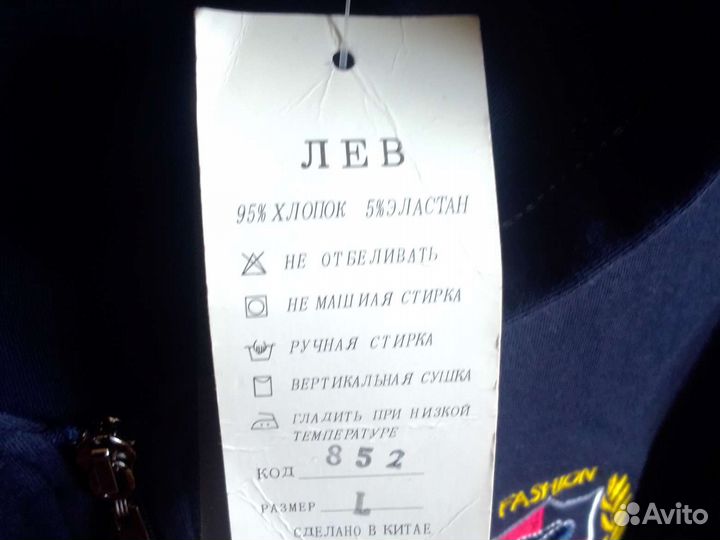 ЛЕВ
95% ХЛОПОК 5%ЭЛАСТАН
НЕ ОТБЕЛИВАТЬ
НЕ МАШИАЯ СТИРКА
РУЧНАЯ СТИРКА
ВЕРТИКАЛЬНАЯ СУШКА
ГЛАДИТЬ ПРИ НИЗКОЙ
ТЕМПЕРАТУРЕ
КОД 852
РАЗМЕР L
СДЕЛАНО В КИТАЕ
FASHION
Avito